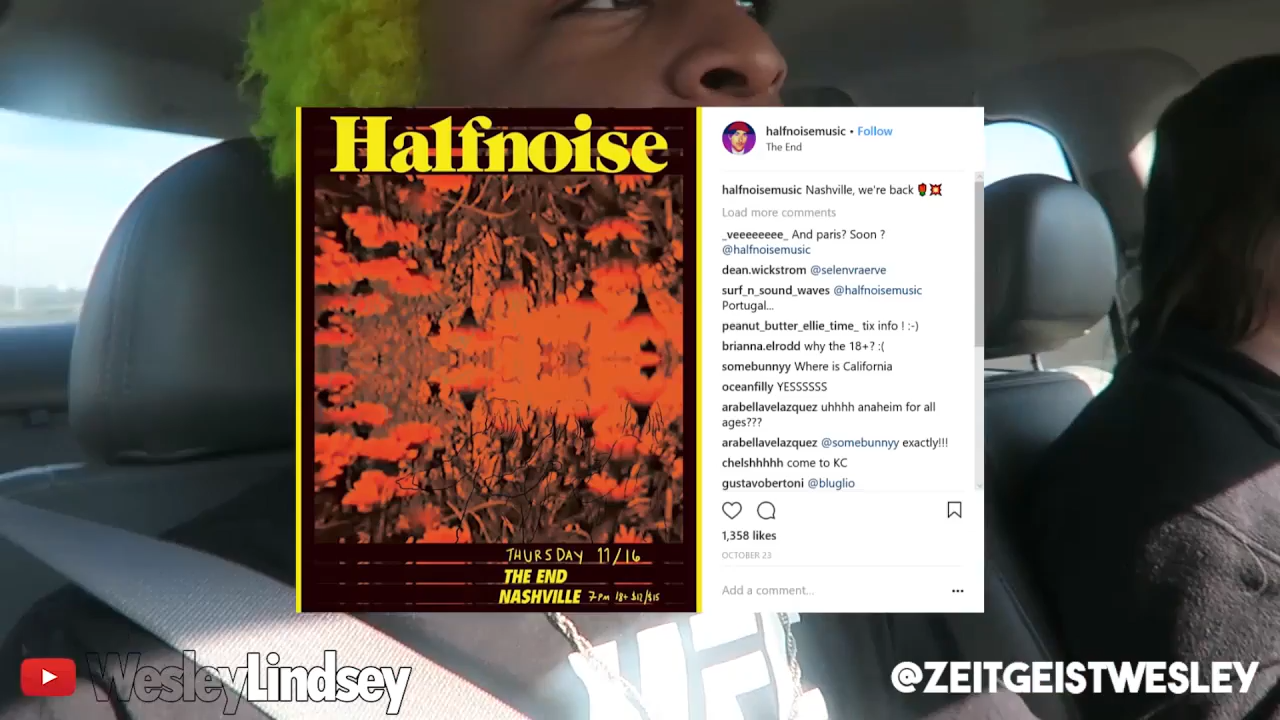 Halfnoise
THURSDAY 11/16
THE END
NASHVILLE 7pm 18+ $12/$15
halfnoisemusic • Follow
The End
halfnoisemusic Nashville, we're back 🌹💥
Load more comments
_veeeeeeee_ And paris? Soon ?
@halfnoisemusic
dean.wickstrom @selenvraerve
surf_n_sound_waves @halfnoisemusic
Portugal...
peanut_butter_ellie_time_ tix info ! :-)
brianna.elrodd why the 18+? :(
somebunnyy Where is California
oceanfilly YESSSSSS
arabellavelazquez uhhhh anaheim for all
ages???
arabellavelazquez @somebunnyy exactly!!!
chelshhhhh come to KC
gustavobertoni @bluglio
1,358 likes
OCTOBER 23
Add a comment...
WesleyLindsey
@ZEITGEISTWESLEY